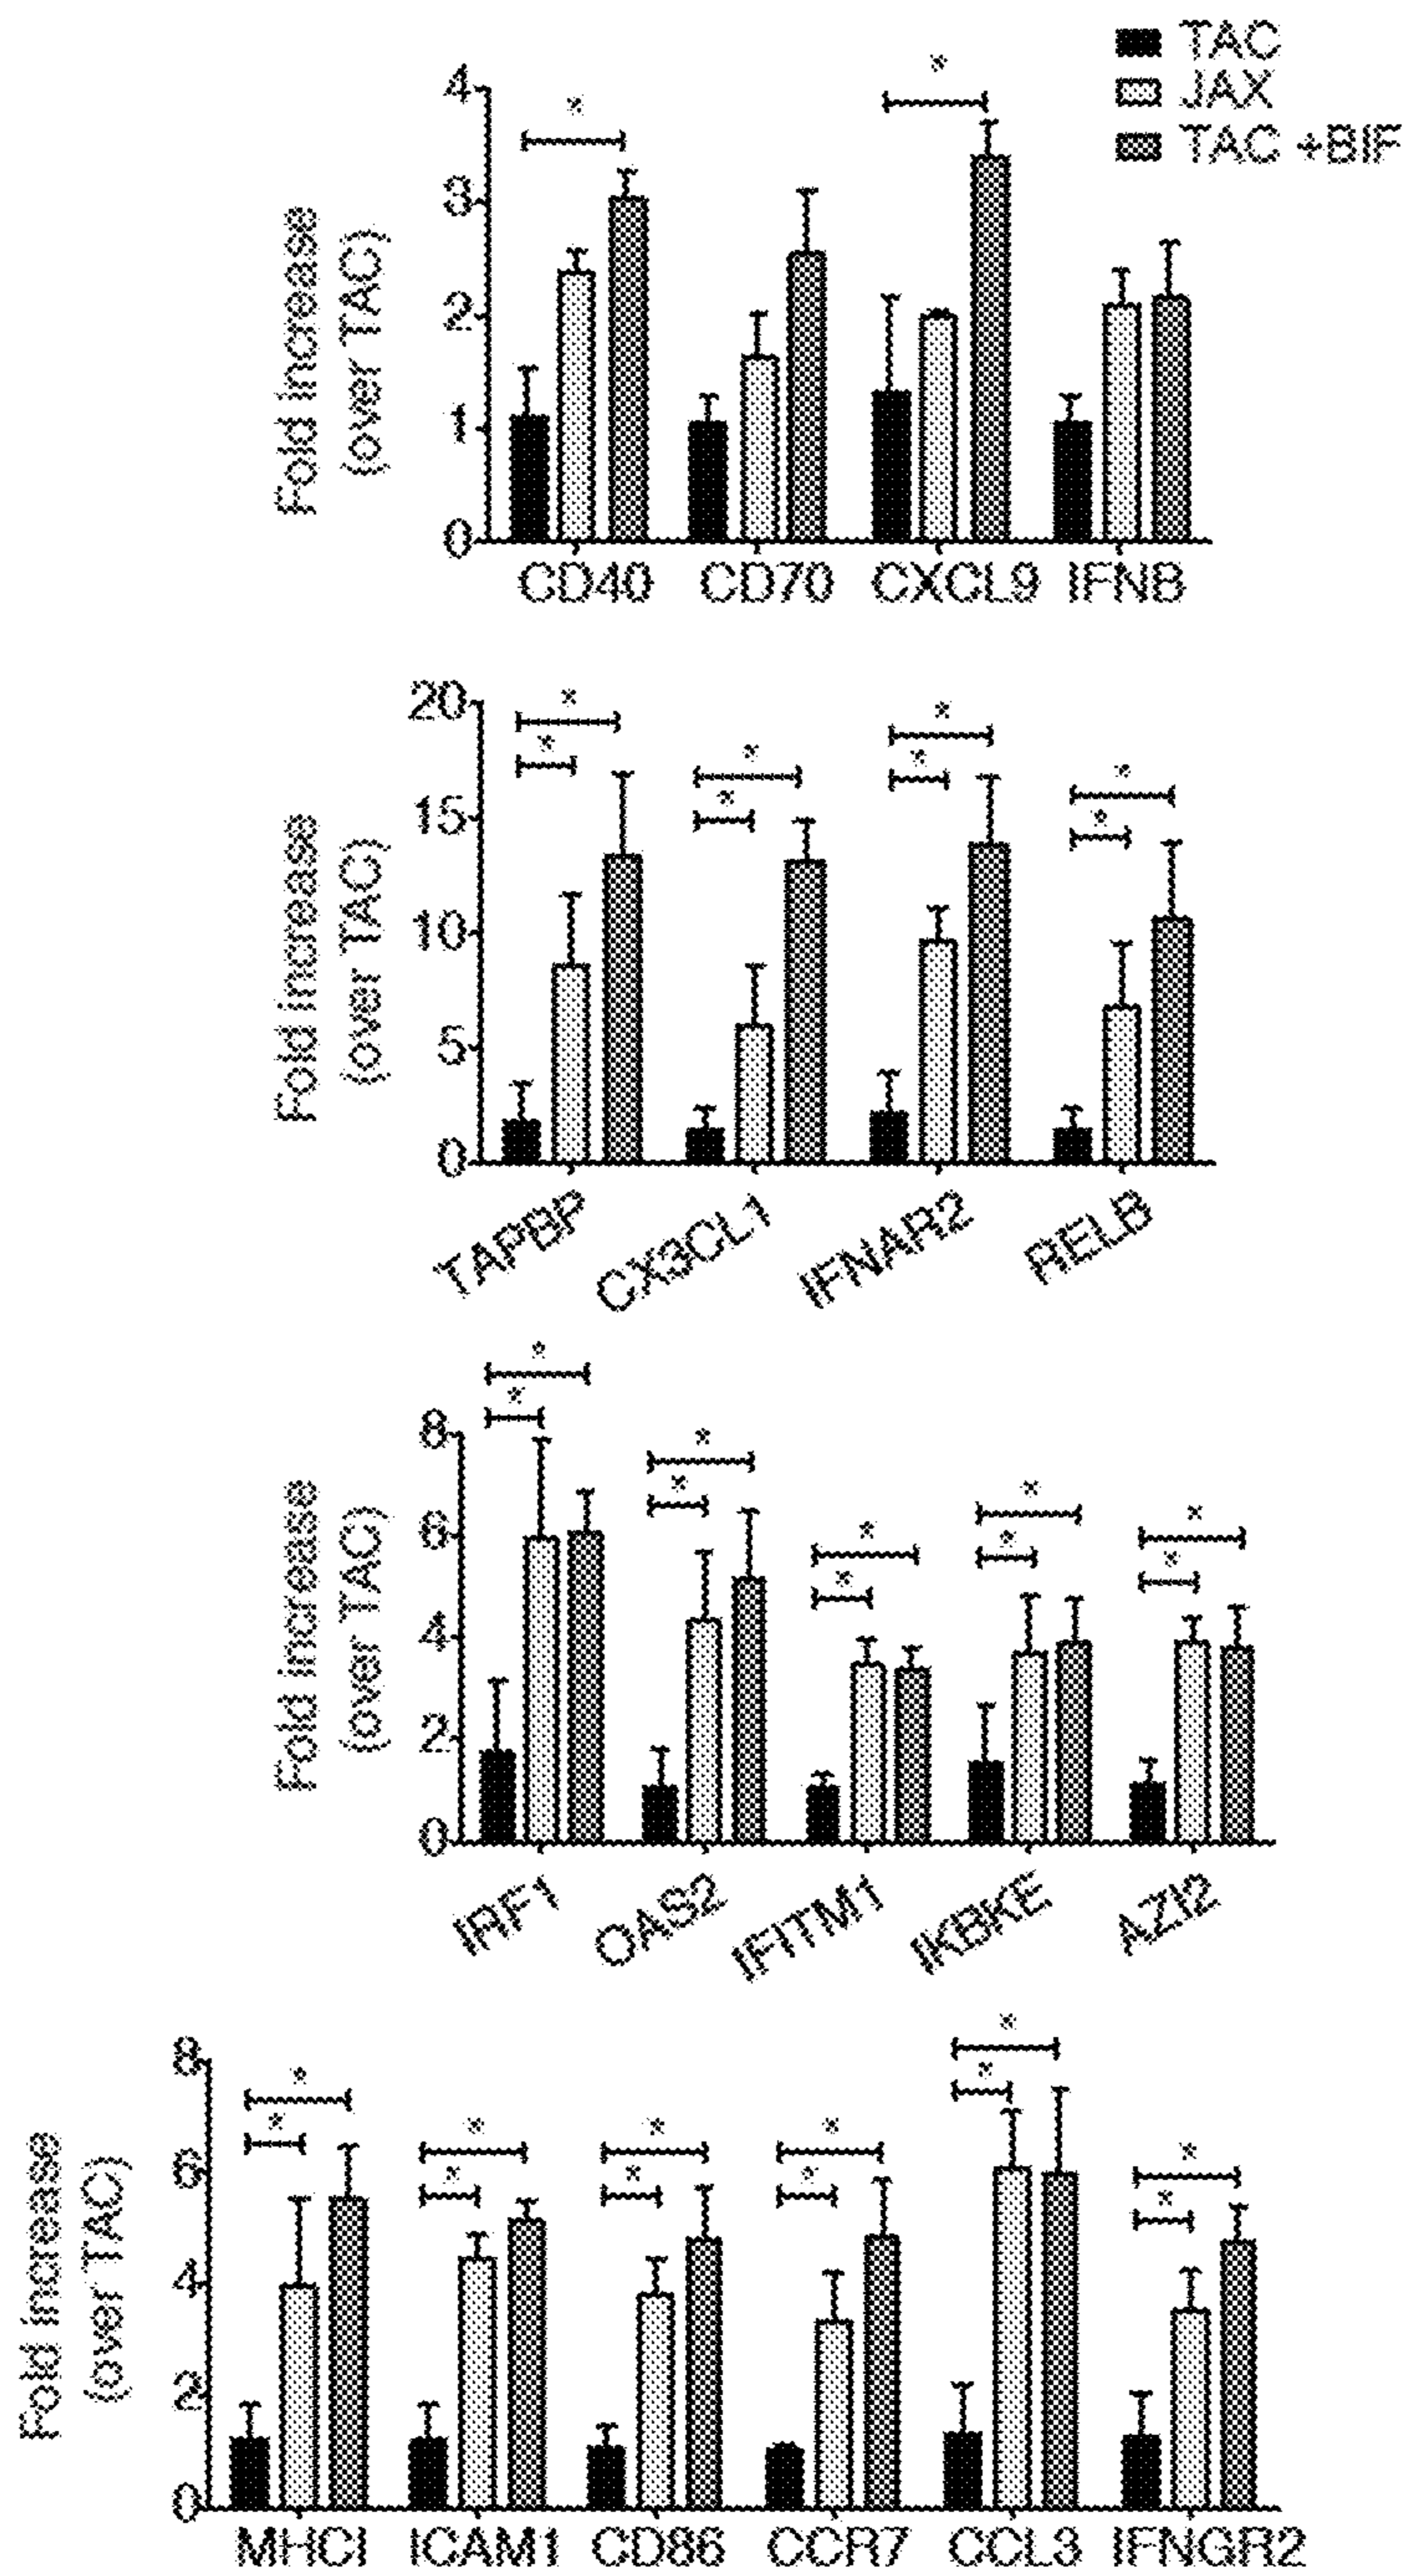 TAC
JAX
TAC +BIF
Fold increase
(over TAC)
4
3
2
1
0
*
*
CD40 CD70 CXCL9 IFNB
Fold increase
(over TAC)
20
15
10
5
0
* * * *
* * * *
TAPBP CX3CL1 IFNAR2 RELB
Fold increase
(over TAC)
8
6
4
2
0
* * * * *
* * * * *
IRF1 OAS2 IFITM1 IKBKE AZI2
Fold increase
(over TAC)
8
6
4
2
0
* * * * * *
* * * * * *
MHCI ICAM1 CD86 CCR7 CCL3 IFNGR2